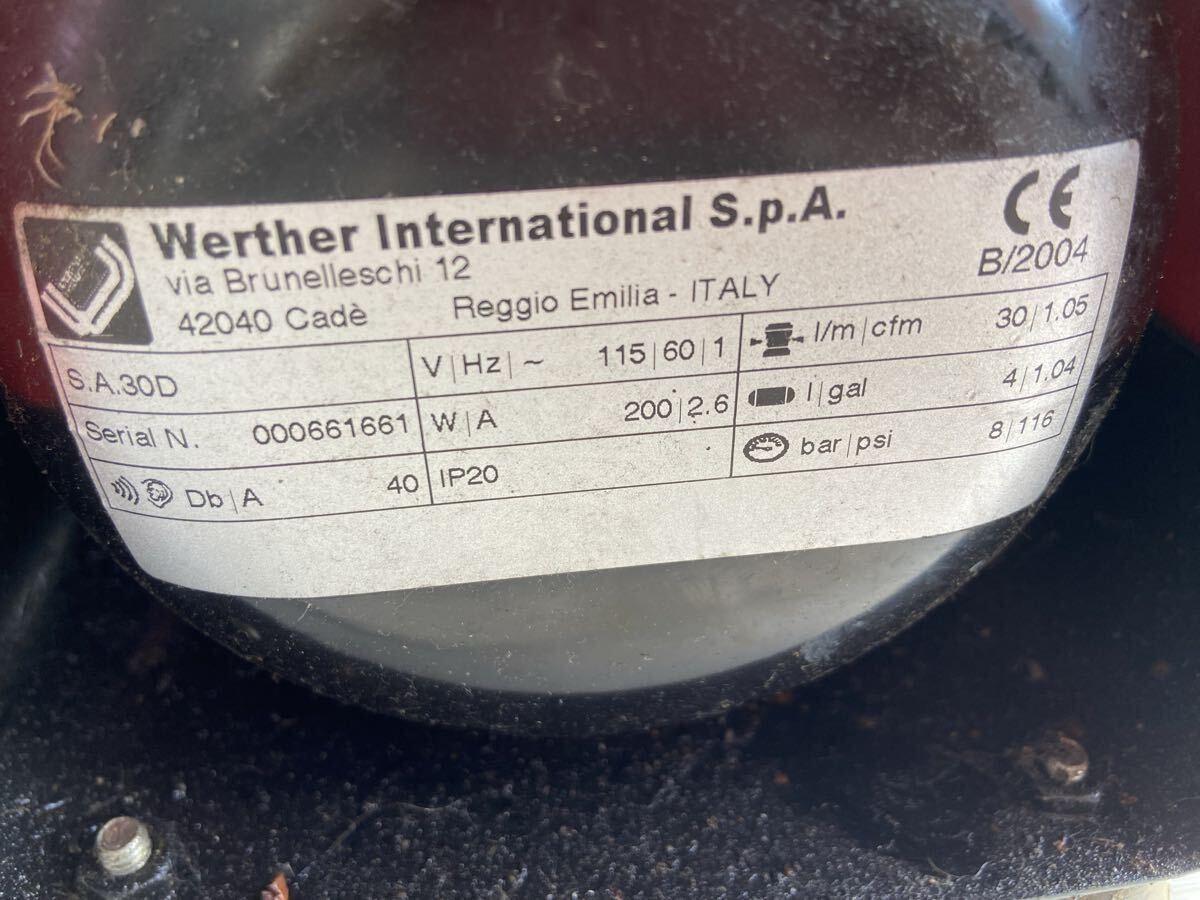 Werther International S.p.A.
CE
via Brunelleschi 12
B/2004
42040 Cadè Reggio Emilia - ITALY
S.A.30D
V|Hz|~ 115|60|1
l/m|cfm 30|1.05
Serial N. 000661661
W|A 200|2.6
l|gal 4|1.04
Db|A 40
IP20
bar|psi 8|116